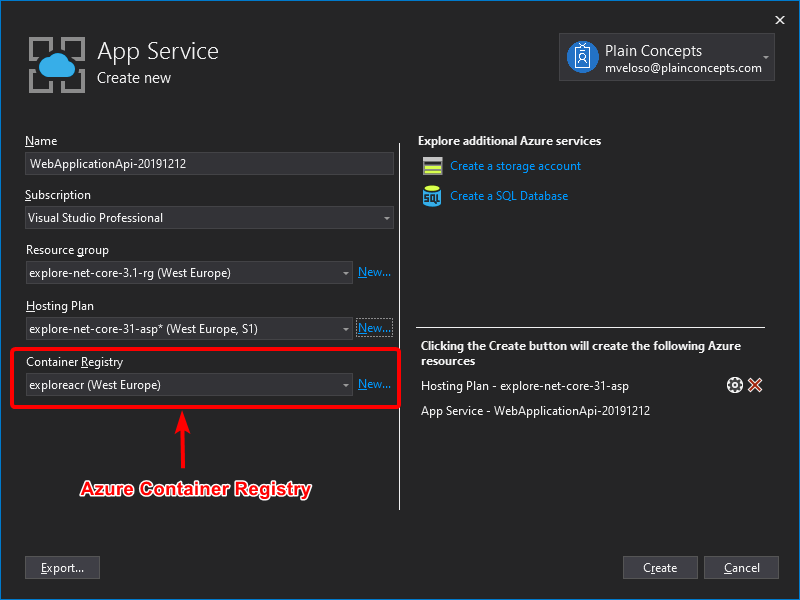 App Service
Create new
Plain Concepts
mveloso@plainconcepts.com
Name
WebApplicationApi-20191212
Subscription
Visual Studio Professional
Resource group
explore-net-core-3.1-rg (West Europe)
New...
Hosting Plan
explore-net-core-31-asp* (West Europe, S1)
New...
Container Registry
exploreacr (West Europe)
New...
Azure Container Registry
Explore additional Azure services
Create a storage account
SQL
Create a SQL Database
Clicking the Create button will create the following Azure
resources
Hosting Plan - explore-net-core-31-asp
App Service - WebApplicationApi-20191212
Export...
Create
Cancel